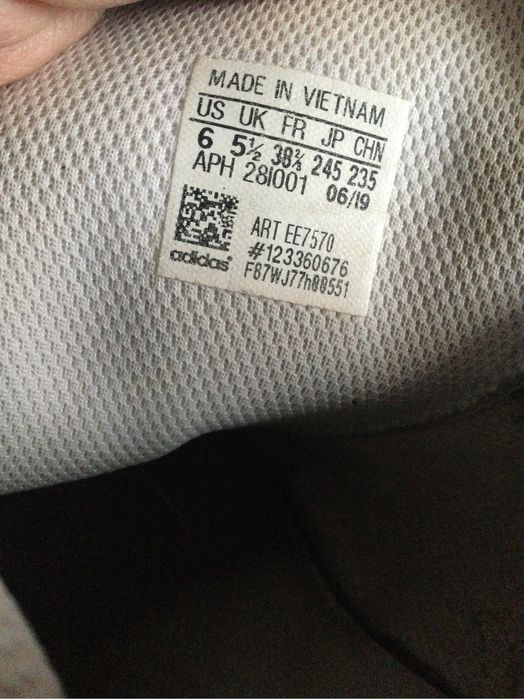 MADE IN VIETNAM
US UK FR JP CHN
6 5½ 38⅔ 245 235
APH 281001 06/19
ART EE7570
#123360676
adidas